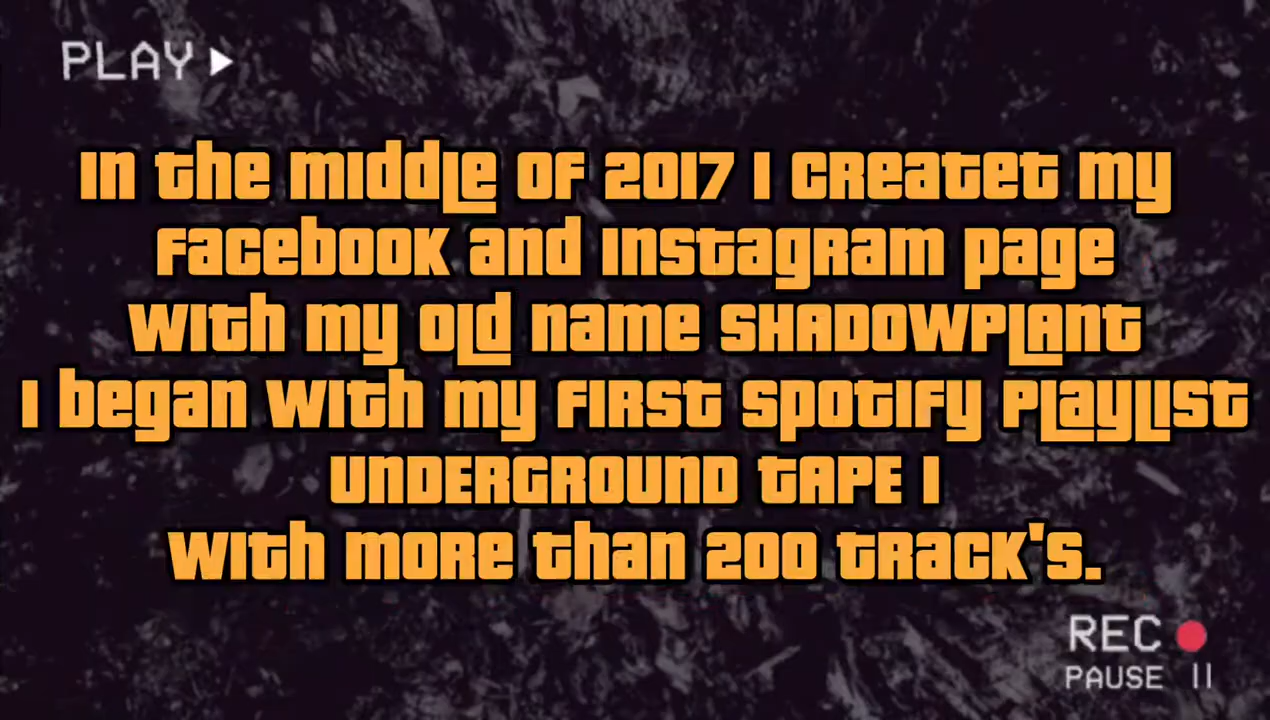 PLAY
In the middle of 2017 I createt my
Facebook and Instagram page
with my old name SHADOWPLANT
I began with my first Spotify Playlist
UNDERGROUND TAPE I
with more than 200 Track's.
REC
PAUSE